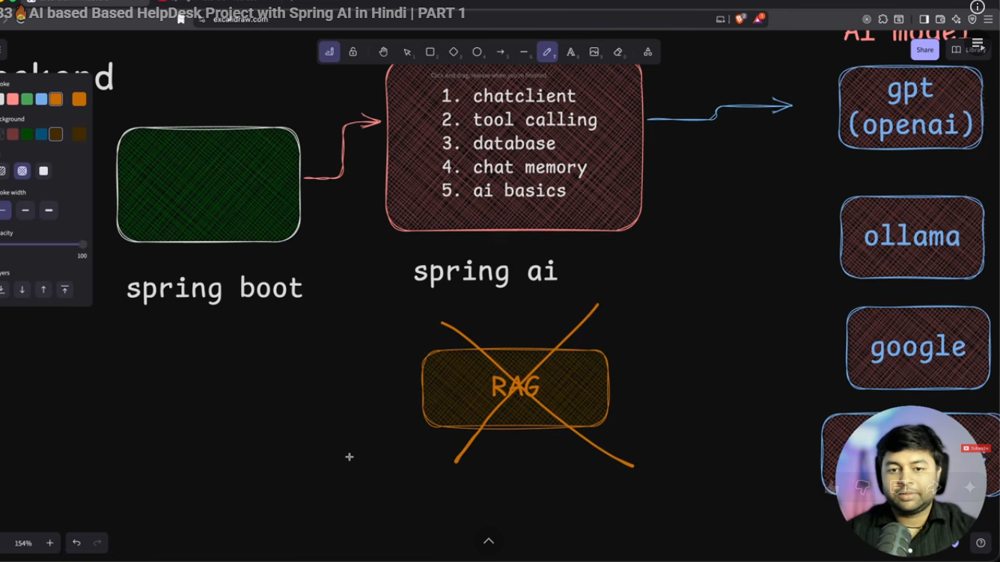 33🔥AI based Based HelpDesk Project with Spring AI in Hindi | PART 1
excalidraw.com
AI model
Share
Library
ckend
oke
ckground
oke width
acity
100
yers
Click and drag, release when you're finished
1. chatclient
2. tool calling
3. database
4. chat memory
5. ai basics
gpt
(openai)
ollama
spring boot
spring ai
google
RAG
Subscribe
154%